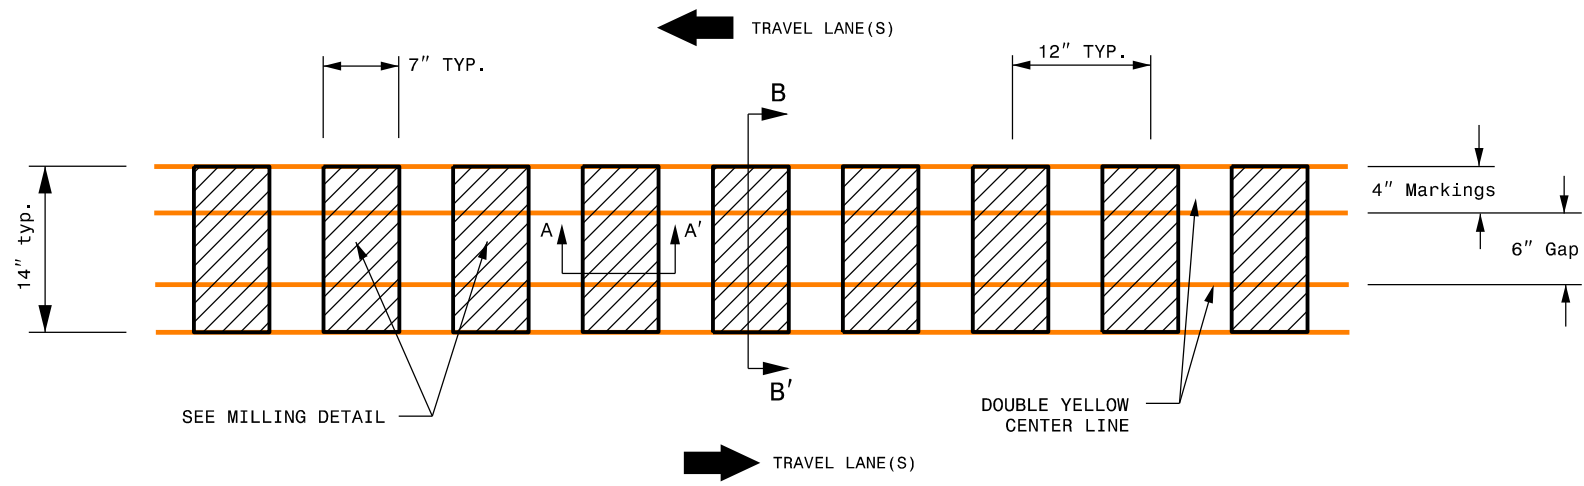 TRAVEL LANE(S)
7" TYP.
12" TYP.
B
4" Markings
14" typ.
A
A'
6" Gap
B'
SEE MILLING DETAIL
DOUBLE YELLOW
CENTER LINE
TRAVEL LANE(S)